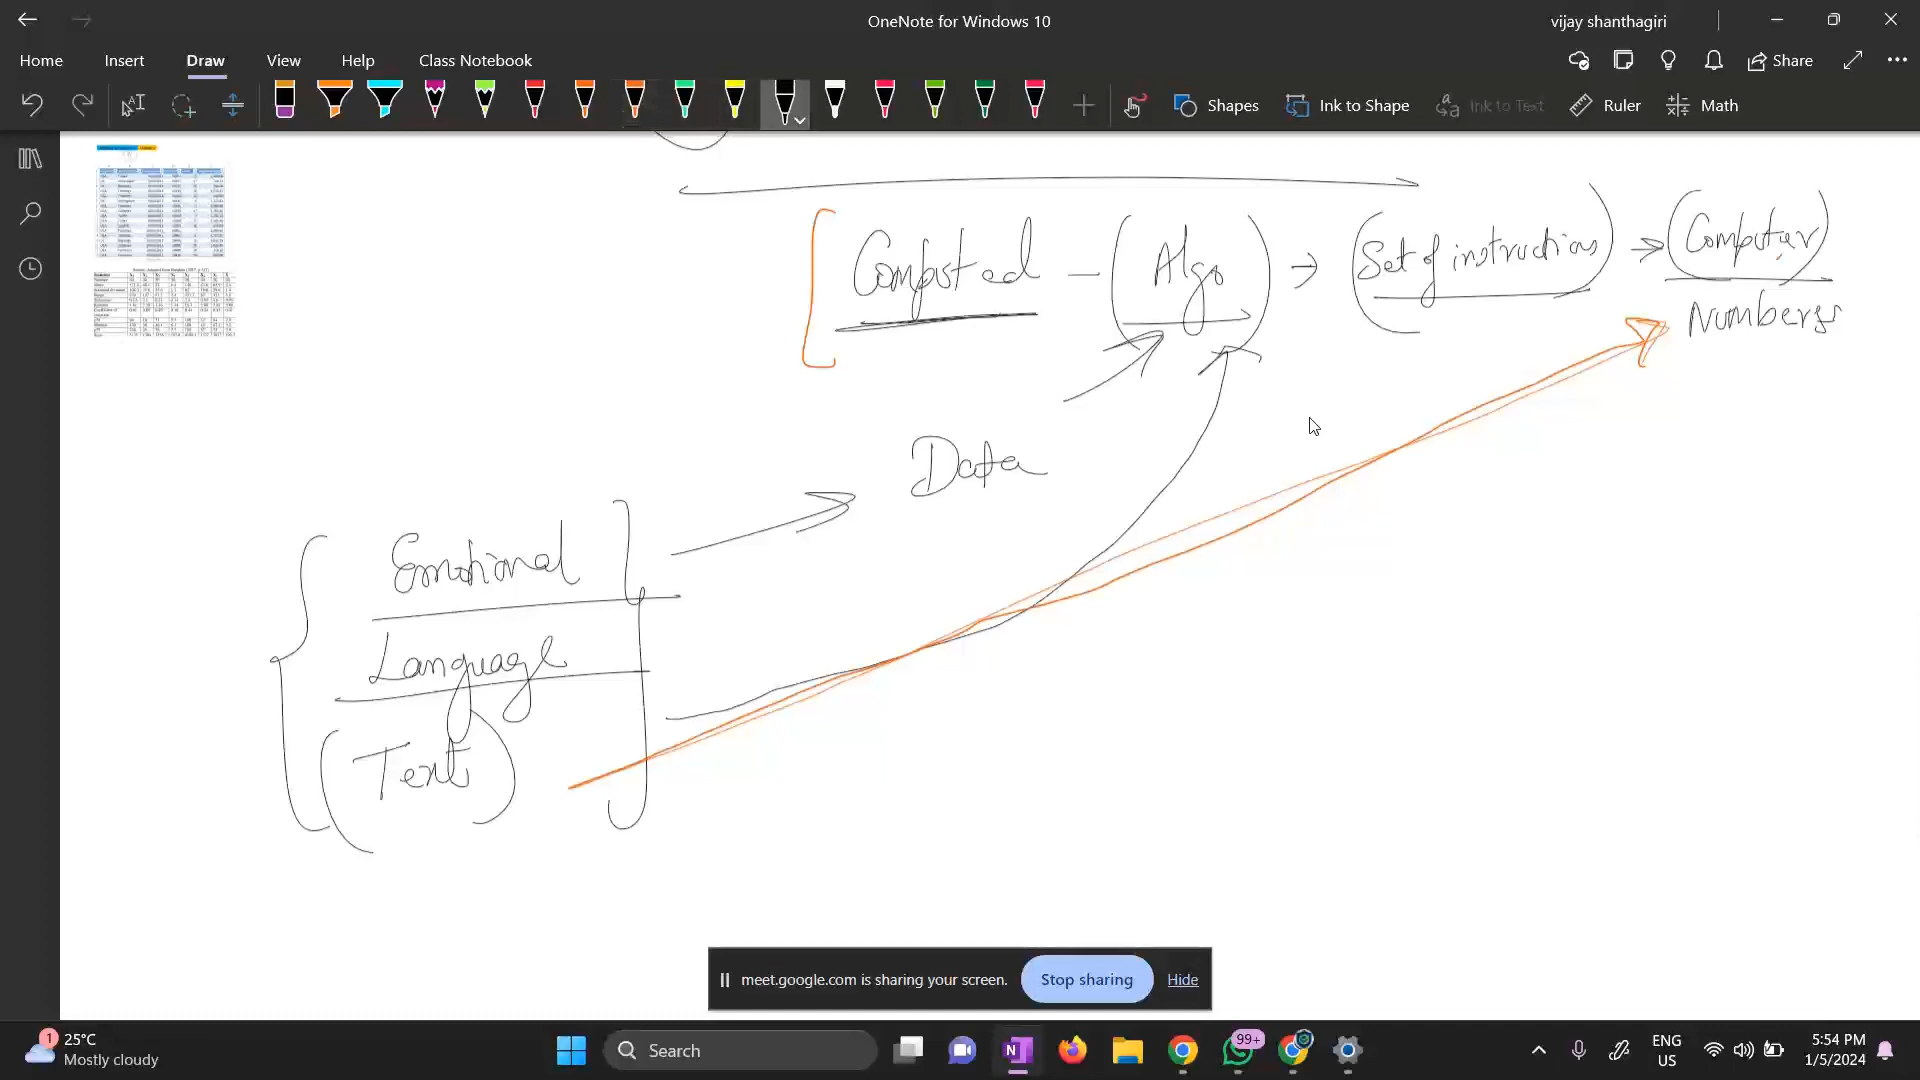 OneNote for Windows 10
vijay shanthagiri
Home Insert Draw View Help Class Notebook
Share
Shapes Ink to Shape Ink to Text Ruler Math
Computed - (Algo) → (Set of instructions) → (Computer)
Numbers
Data
Emotional
Language
(Text)
meet.google.com is sharing your screen. Stop sharing Hide
1 25°C
Mostly cloudy
Search
99+
ENG
US
5:54 PM
1/5/2024